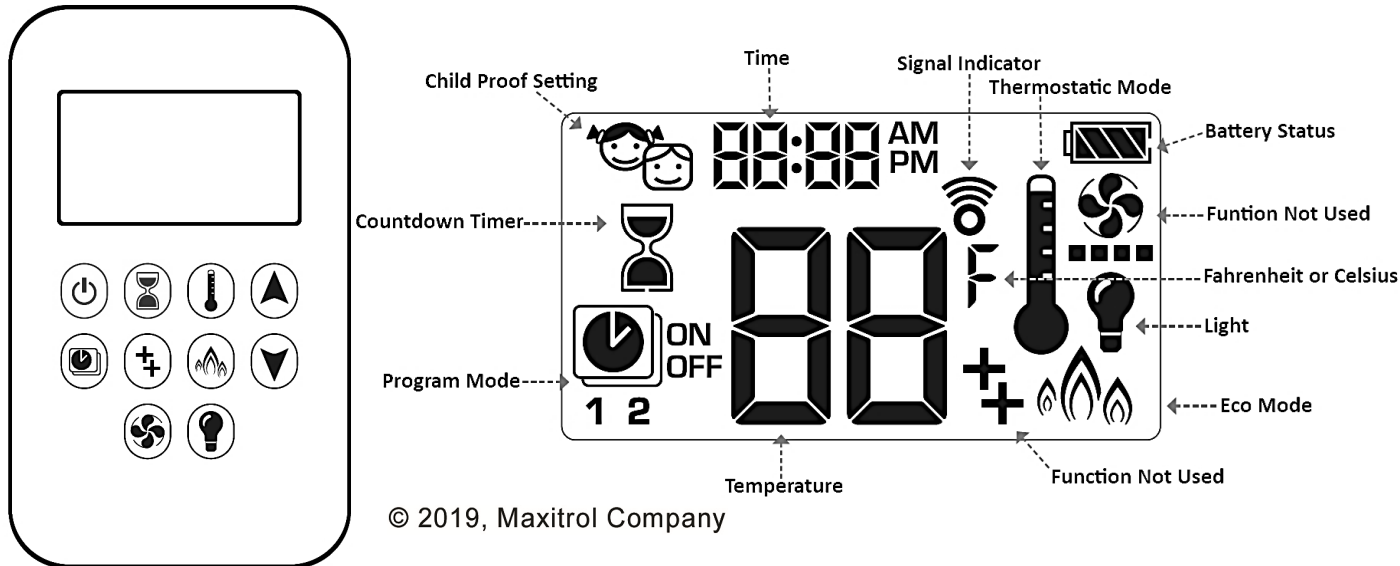 Time
Signal Indicator
Child Proof Setting
Thermostatic Mode
88:88 AM
PM
Battery Status
Countdown Timer
Funtion Not Used
F
Fahrenheit or Celsius
Light
ON
OFF
88
Program Mode
1 2
Eco Mode
Function Not Used
Temperature
© 2019, Maxitrol Company